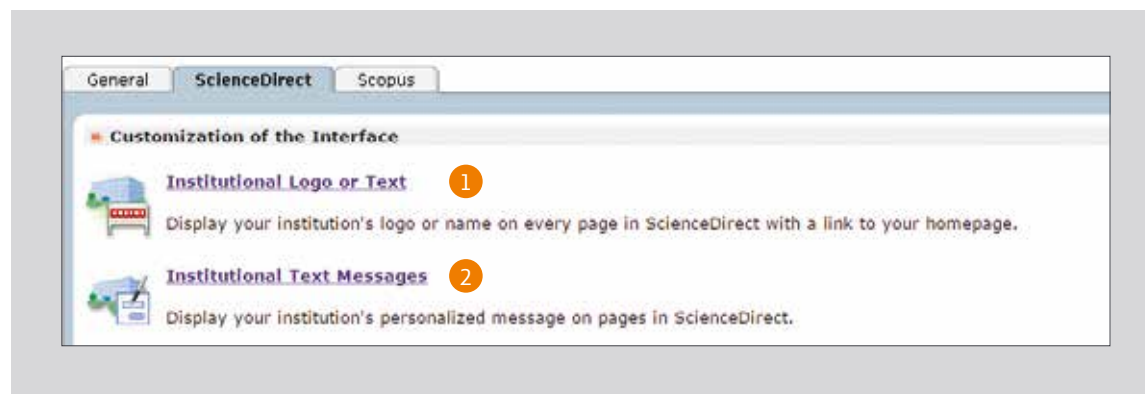 General ScienceDirect Scopus
Customization of the Interface
Institutional Logo or Text 1
Display your institution's logo or name on every page in ScienceDirect with a link to your homepage.
Institutional Text Messages 2
Display your institution's personalized message on pages in ScienceDirect.